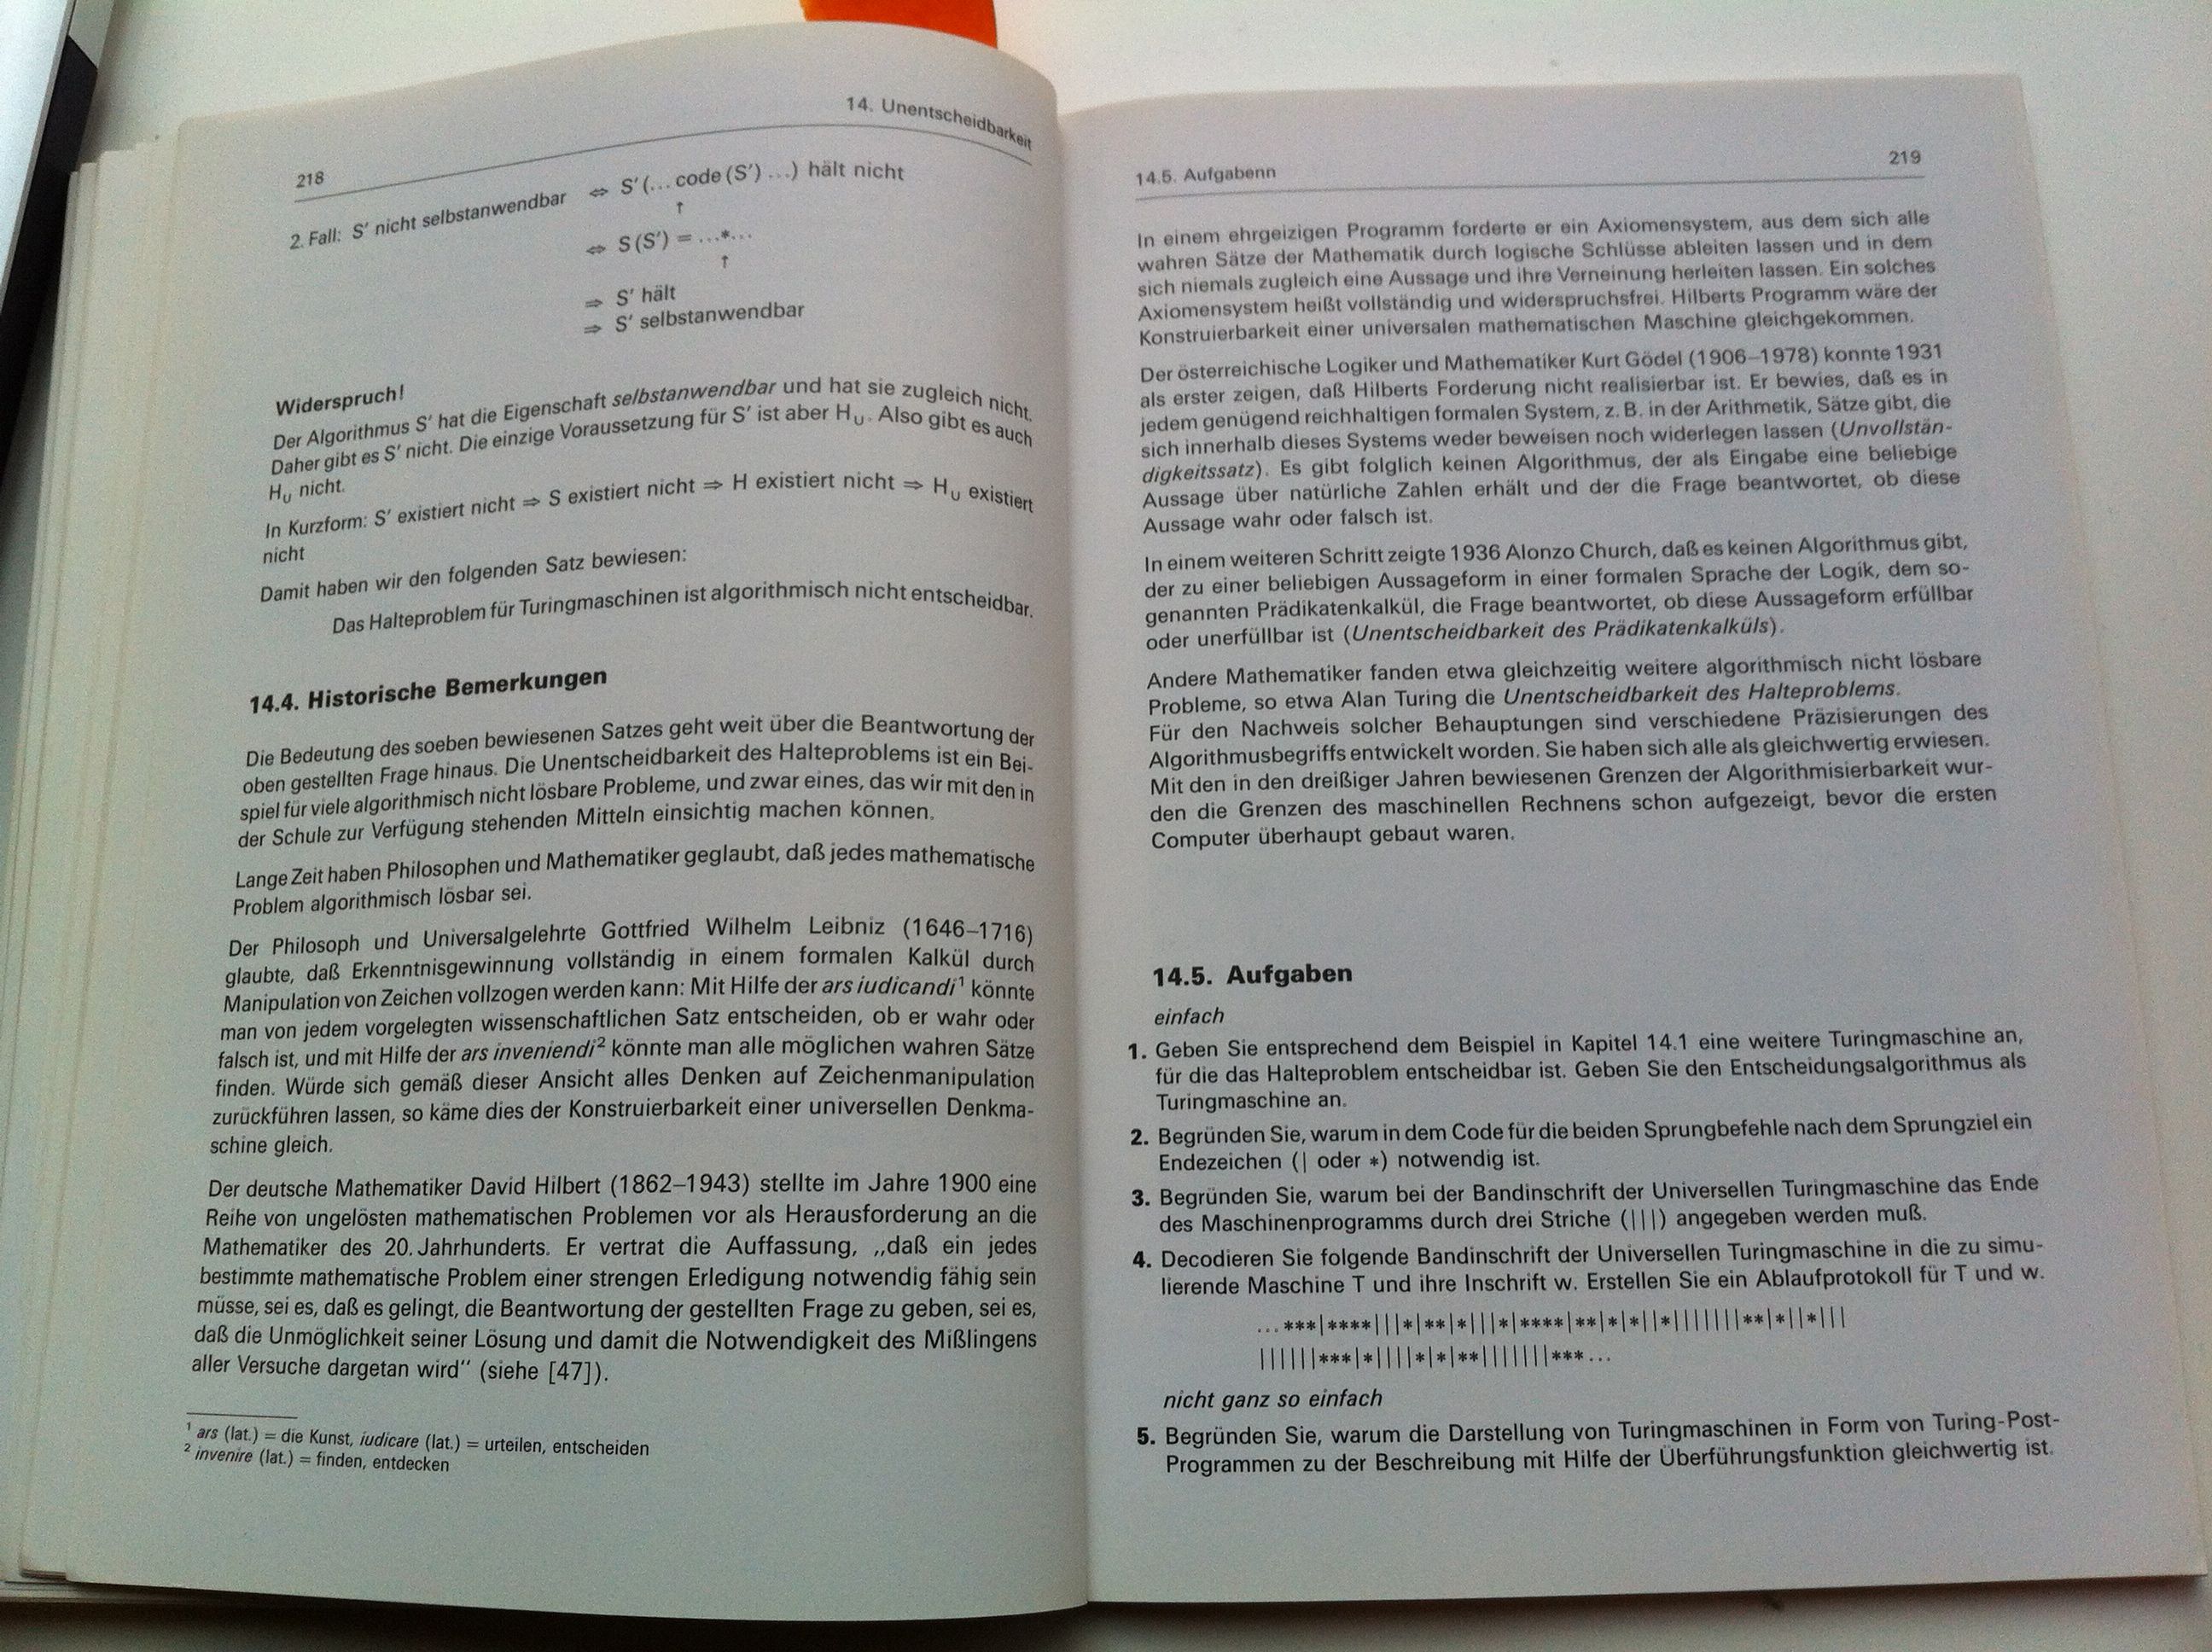 14. Unentscheidbarkeit
218
2. Fall: S′ nicht selbstanwendbar ⇔ S′(...code(S′)...) hält nicht
↑
⇔ S(S′) = ...*...
↑
⇒ S′ hält
⇒ S′ selbstanwendbar
Widerspruch!
Der Algorithmus S′ hat die Eigenschaft selbstanwendbar und hat sie zugleich nicht.
Daher gibt es S′ nicht. Die einzige Voraussetzung für S′ ist aber H_U. Also gibt es auch
H_U nicht.
In Kurzform: S′ existiert nicht ⇒ S existiert nicht ⇒ H existiert nicht ⇒ H_U existiert
nicht
Damit haben wir den folgenden Satz bewiesen:
Das Halteproblem für Turingmaschinen ist algorithmisch nicht entscheidbar.
14.4. Historische Bemerkungen
Die Bedeutung des soeben bewiesenen Satzes geht weit über die Beantwortung der
oben gestellten Frage hinaus. Die Unentscheidbarkeit des Halteproblems ist ein Bei-
spiel für viele algorithmisch nicht lösbare Probleme, und zwar eines, das wir mit den in
der Schule zur Verfügung stehenden Mitteln einsichtig machen können.
Lange Zeit haben Philosophen und Mathematiker geglaubt, daß jedes mathematische
Problem algorithmisch lösbar sei.
Der Philosoph und Universalgelehrte Gottfried Wilhelm Leibniz (1646–1716)
glaubte, daß Erkenntnisgewinnung vollständig in einem formalen Kalkül durch
Manipulation von Zeichen vollzogen werden kann: Mit Hilfe der ars iudicandi¹ könnte
man von jedem vorgelegten wissenschaftlichen Satz entscheiden, ob er wahr oder
falsch ist, und mit Hilfe der ars inveniendi² könnte man alle möglichen wahren Sätze
finden. Würde sich gemäß dieser Ansicht alles Denken auf Zeichenmanipulation
zurückführen lassen, so käme dies der Konstruierbarkeit einer universellen Denkma-
schine gleich.
Der deutsche Mathematiker David Hilbert (1862–1943) stellte im Jahre 1900 eine
Reihe von ungelösten mathematischen Problemen vor als Herausforderung an die
Mathematiker des 20. Jahrhunderts. Er vertrat die Auffassung, „daß ein jedes
bestimmte mathematische Problem einer strengen Erledigung notwendig fähig sein
müsse, sei es, daß es gelingt, die Beantwortung der gestellten Frage zu geben, sei es,
daß die Unmöglichkeit seiner Lösung und damit die Notwendigkeit des Mißlingens
aller Versuche dargetan wird“ (siehe [47]).
¹ ars (lat.) = die Kunst, iudicare (lat.) = urteilen, entscheiden
² invenire (lat.) = finden, entdecken
14.5. Aufgabenn
219
In einem ehrgeizigen Programm forderte er ein Axiomensystem, aus dem sich alle
wahren Sätze der Mathematik durch logische Schlüsse ableiten lassen und in dem
sich niemals zugleich eine Aussage und ihre Verneinung herleiten lassen. Ein solches
Axiomensystem heißt vollständig und widerspruchsfrei. Hilberts Programm wäre der
Konstruierbarkeit einer universalen mathematischen Maschine gleichgekommen.
Der österreichische Logiker und Mathematiker Kurt Gödel (1906–1978) konnte 1931
als erster zeigen, daß Hilberts Forderung nicht realisierbar ist. Er bewies, daß es in
jedem genügend reichhaltigen formalen System, z. B. in der Arithmetik, Sätze gibt, die
sich innerhalb dieses Systems weder beweisen noch widerlegen lassen (Unvollstän-
digkeitssatz). Es gibt folglich keinen Algorithmus, der als Eingabe eine beliebige
Aussage über natürliche Zahlen erhält und der die Frage beantwortet, ob diese
Aussage wahr oder falsch ist.
In einem weiteren Schritt zeigte 1936 Alonzo Church, daß es keinen Algorithmus gibt,
der zu einer beliebigen Aussageform in einer formalen Sprache der Logik, dem so-
genannten Prädikatenkalkül, die Frage beantwortet, ob diese Aussageform erfüllbar
oder unerfüllbar ist (Unentscheidbarkeit des Prädikatenkalküls).
Andere Mathematiker fanden etwa gleichzeitig weitere algorithmisch nicht lösbare
Probleme, so etwa Alan Turing die Unentscheidbarkeit des Halteproblems.
Für den Nachweis solcher Behauptungen sind verschiedene Präzisierungen des
Algorithmusbegriffs entwickelt worden. Sie haben sich alle als gleichwertig erwiesen.
Mit den in den dreißiger Jahren bewiesenen Grenzen der Algorithmisierbarkeit wur-
den die Grenzen des maschinellen Rechnens schon aufgezeigt, bevor die ersten
Computer überhaupt gebaut waren.
14.5. Aufgaben
einfach
1. Geben Sie entsprechend dem Beispiel in Kapitel 14.1 eine weitere Turingmaschine an,
für die das Halteproblem entscheidbar ist. Geben Sie den Entscheidungsalgorithmus als
Turingmaschine an.
2. Begründen Sie, warum in dem Code für die beiden Sprungbefehle nach dem Sprungziel ein
Endezeichen (| oder *) notwendig ist.
3. Begründen Sie, warum bei der Bandinschrift der Universellen Turingmaschine das Ende
des Maschinenprogramms durch drei Striche (|||) angegeben werden muß.
4. Decodieren Sie folgende Bandinschrift der Universellen Turingmaschine in die zu simu-
lierende Maschine T und ihre Inschrift w. Erstellen Sie ein Ablaufprotokoll für T und w.
...***|****|||*|**|*|||*|****|**|*|*||*|||||||**|*||*|||
||||||***|*||||*|*|**|||||||***...
nicht ganz so einfach
5. Begründen Sie, warum die Darstellung von Turingmaschinen in Form von Turing-Post-
Programmen zu der Beschreibung mit Hilfe der Überführungsfunktion gleichwertig ist.